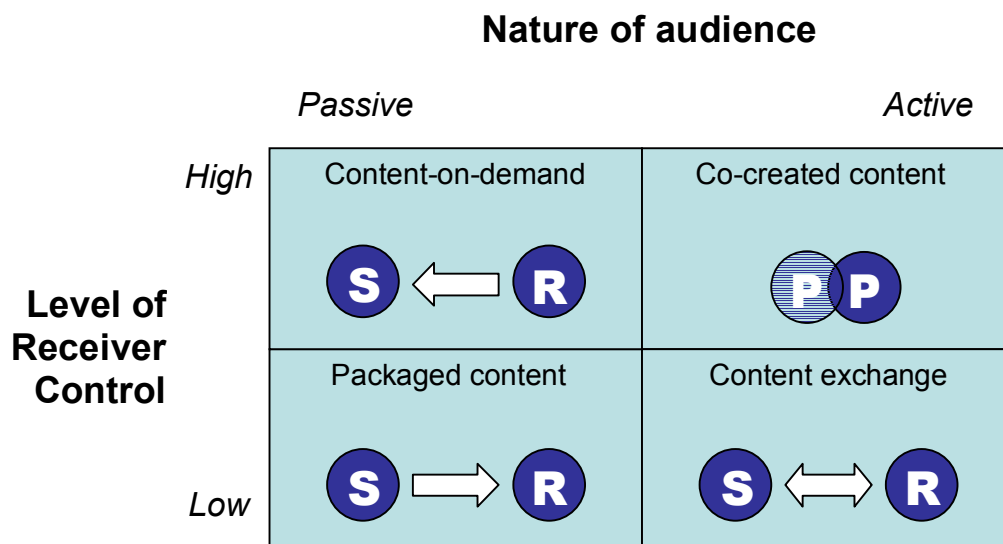 Nature of audience
Passive Active
High
Content-on-demand Co-created content
S R P P
Level of
Receiver
Control
Packaged content Content exchange
S R S R
Low